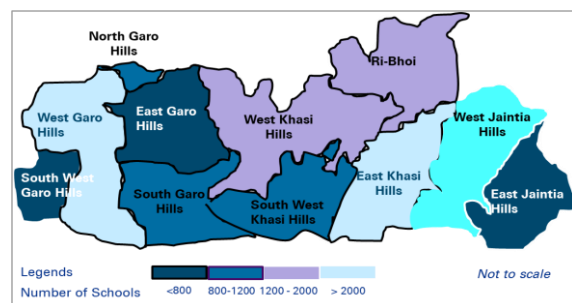 North Garo
Hills
Ri-Bhoi
West Garo
Hills
East Garo
Hills
West Khasi
Hills
West Jaintia
Hills
South West
Garo Hills
South Garo
Hills
South West
Khasi Hills
East Khasi
Hills
East Jaintia
Hills
Legends
Number of Schools
<800
800-1200
1200 - 2000
> 2000
Not to scale